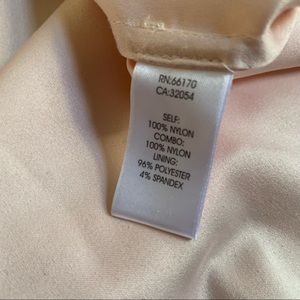 RN:66170
CA:32054
SELF:
100% NYLON
COMBO:
100% NYLON
LINING:
96% POLYESTER
4% SPANDEX